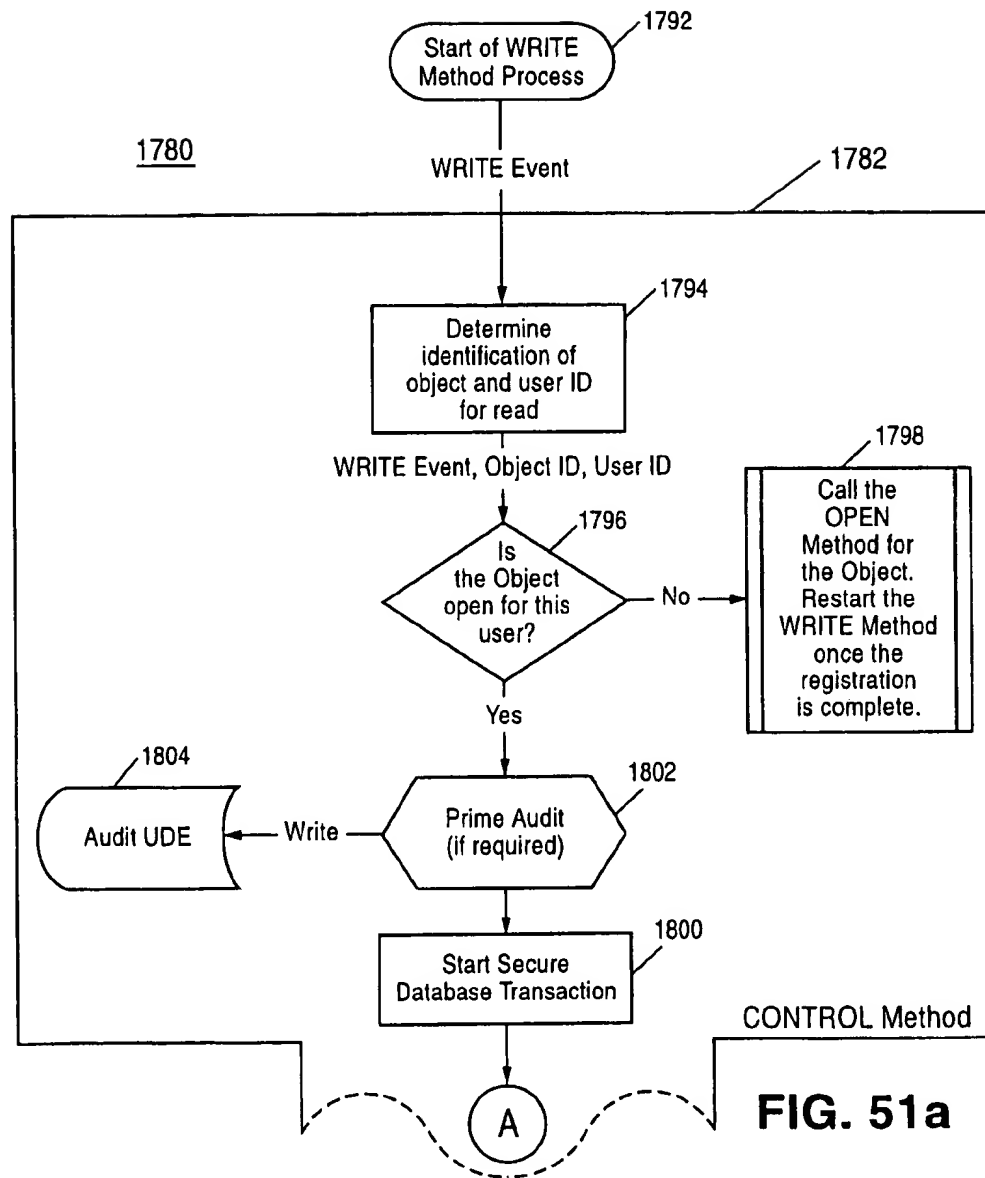 1792
Start of WRITE
Method Process
1780
WRITE Event
1782
1794
Determine
identification of
object and user ID
for read
WRITE Event, Object ID, User ID
1796
Is
the Object
open for this
user?
No
1798
Call the
OPEN
Method for
the Object.
Restart the
WRITE Method
once the
registration
is complete.
Yes
1804
Audit UDE
Write
1802
Prime Audit
(if required)
1800
Start Secure
Database Transaction
CONTROL Method
A
FIG. 51a